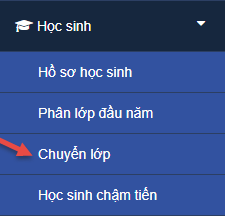 Học sinh
Hồ sơ học sinh
Phân lớp đầu năm
Chuyển lớp
Học sinh chậm tiến